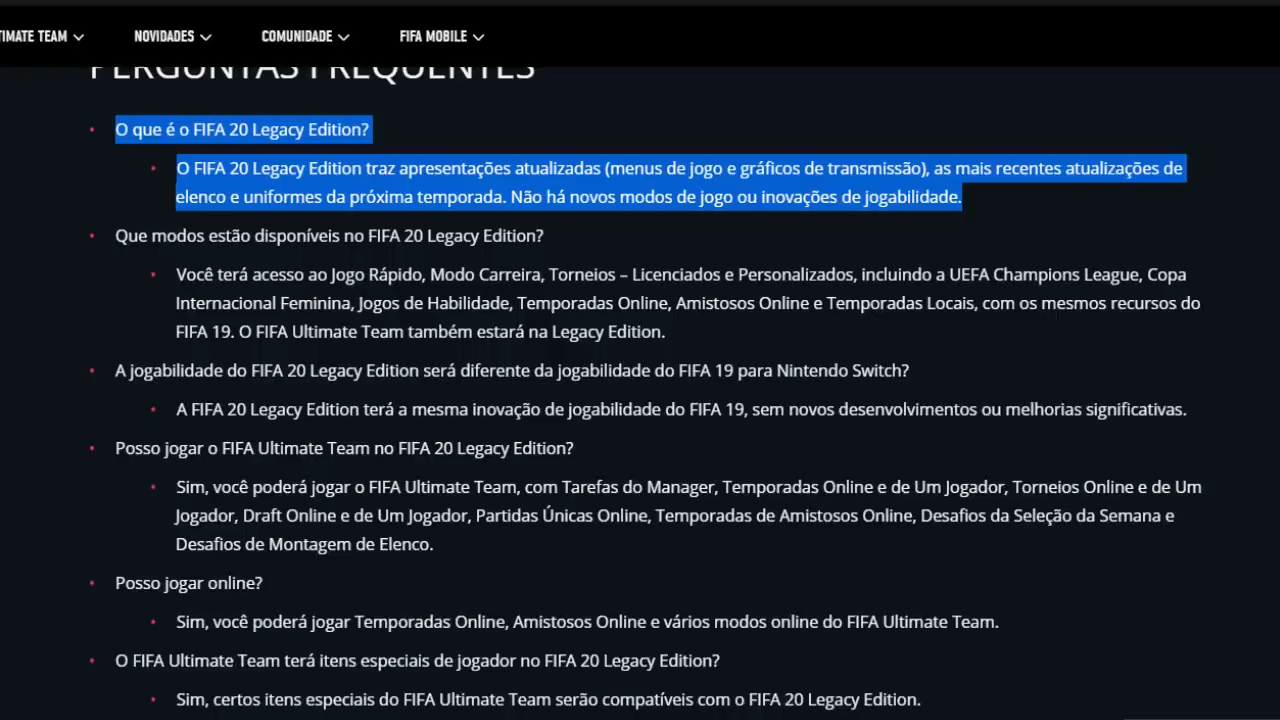 TIMATE TEAM
NOVIDADES
COMUNIDADE
FIFA MOBILE
PERGUNTAS FREQUENTES
O que é o FIFA 20 Legacy Edition?
O FIFA 20 Legacy Edition traz apresentações atualizadas (menus de jogo e gráficos de transmissão), as mais recentes atualizações de
elenco e uniformes da próxima temporada. Não há novos modos de jogo ou inovações de jogabilidade.
Que modos estão disponíveis no FIFA 20 Legacy Edition?
Você terá acesso ao Jogo Rápido, Modo Carreira, Torneios – Licenciados e Personalizados, incluindo a UEFA Champions League, Copa
Internacional Feminina, Jogos de Habilidade, Temporadas Online, Amistosos Online e Temporadas Locais, com os mesmos recursos do
FIFA 19. O FIFA Ultimate Team também estará na Legacy Edition.
A jogabilidade do FIFA 20 Legacy Edition será diferente da jogabilidade do FIFA 19 para Nintendo Switch?
A FIFA 20 Legacy Edition terá a mesma inovação de jogabilidade do FIFA 19, sem novos desenvolvimentos ou melhorias significativas.
Posso jogar o FIFA Ultimate Team no FIFA 20 Legacy Edition?
Sim, você poderá jogar o FIFA Ultimate Team, com Tarefas do Manager, Temporadas Online e de Um Jogador, Torneios Online e de Um
Jogador, Draft Online e de Um Jogador, Partidas Únicas Online, Temporadas de Amistosos Online, Desafios da Seleção da Semana e
Desafios de Montagem de Elenco.
Posso jogar online?
Sim, você poderá jogar Temporadas Online, Amistosos Online e vários modos online do FIFA Ultimate Team.
O FIFA Ultimate Team terá itens especiais de jogador no FIFA 20 Legacy Edition?
Sim, certos itens especiais do FIFA Ultimate Team serão compatíveis com o FIFA 20 Legacy Edition.